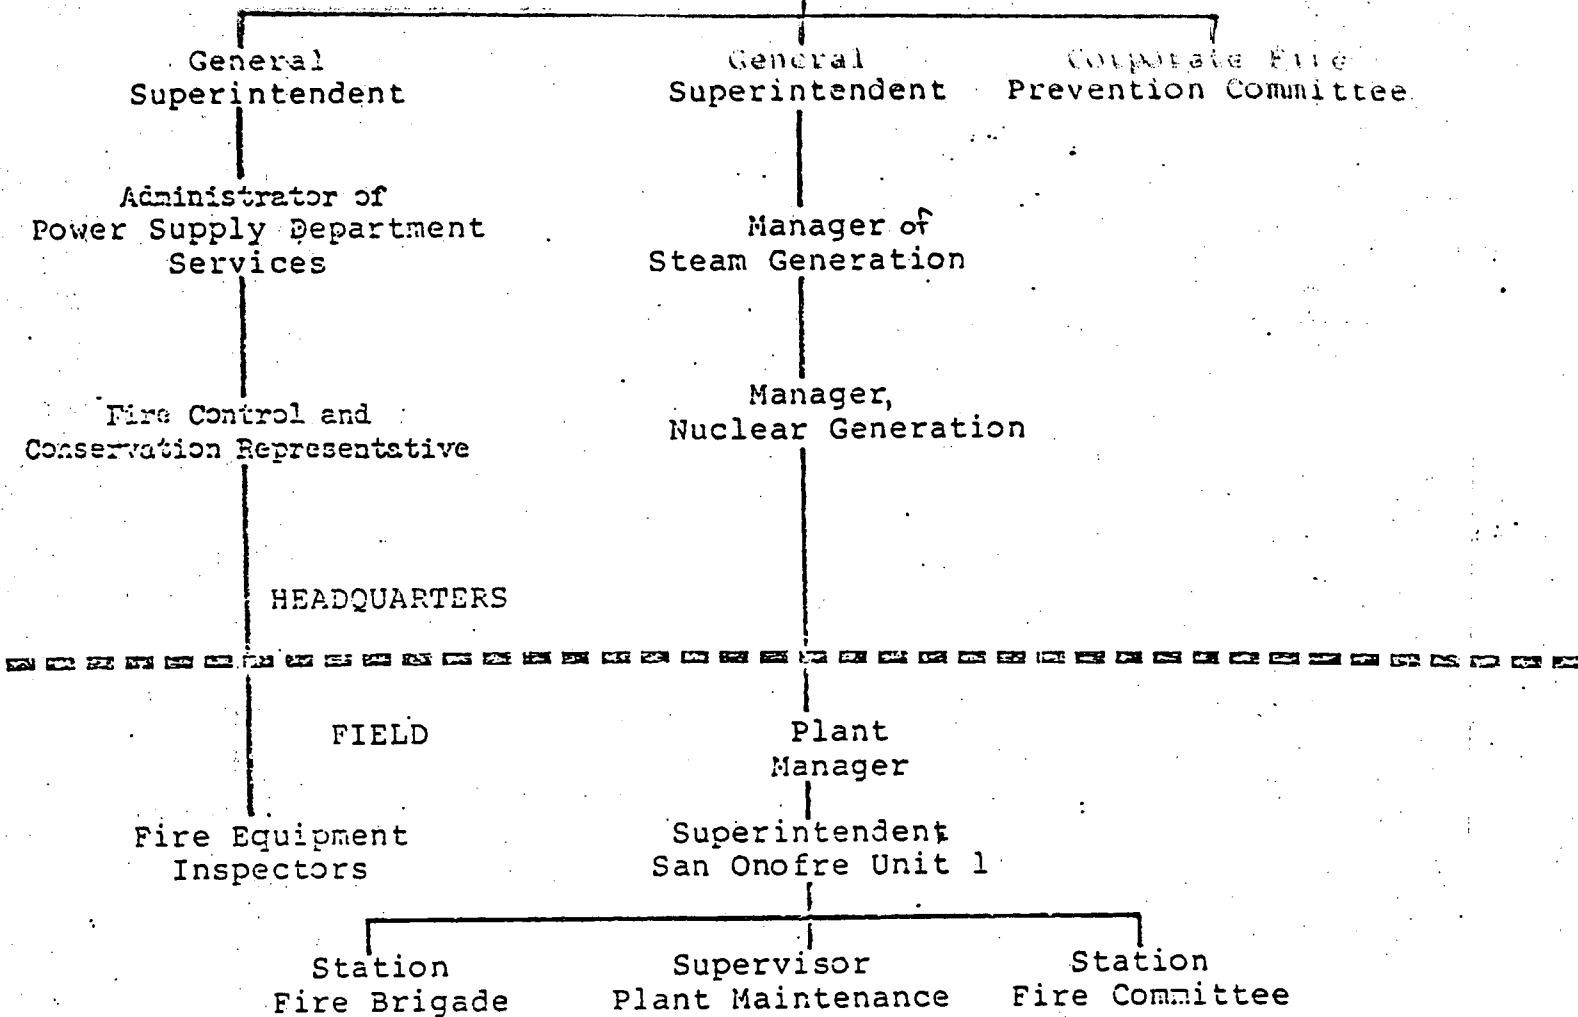 General
Superintendent
General
Superintendent
Corporate Fire
Prevention Committee
Administrator of
Power Supply Department
Services
Manager of
Steam Generation
Fire Control and
Conservation Representative
Manager,
Nuclear Generation
HEADQUARTERS
FIELD
Plant
Manager
Fire Equipment
Inspectors
Superintendent
San Onofre Unit 1
Station
Fire Brigade
Supervisor
Plant Maintenance
Station
Fire Committee